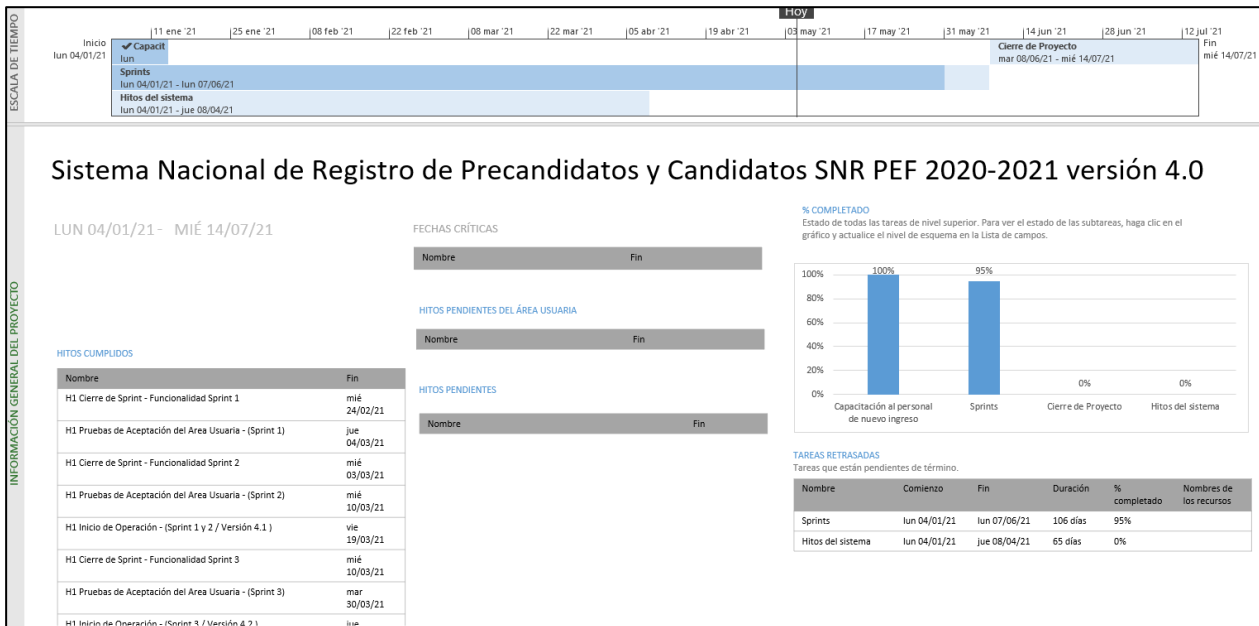 ESCALA DE TIEMPO
Hoy
11 ene '21 25 ene '21 08 feb '21 22 feb '21 08 mar '21 22 mar '21 05 abr '21 19 abr '21 03 may '21 17 may '21 31 may '21 14 jun '21 28 jun '21 12 jul '21
Inicio
lun 04/01/21
✔ Capacit
lun
Sprints
lun 04/01/21 - lun 07/06/21
Hitos del sistema
lun 04/01/21 - jue 08/04/21
Cierre de Proyecto
mar 08/06/21 - mié 14/07/21
Fin
mié 14/07/21
INFORMACIÓN GENERAL DEL PROYECTO
Sistema Nacional de Registro de Precandidatos y Candidatos SNR PEF 2020-2021 versión 4.0
LUN 04/01/21 - MIÉ 14/07/21
HITOS CUMPLIDOS
Nombre Fin
H1 Cierre de Sprint - Funcionalidad Sprint 1 mié
24/02/21
H1 Pruebas de Aceptación del Area Usuaria - (Sprint 1) jue
04/03/21
H1 Cierre de Sprint - Funcionalidad Sprint 2 mié
03/03/21
H1 Pruebas de Aceptación del Area Usuaria - (Sprint 2) mié
10/03/21
H1 Inicio de Operación - (Sprint 1 y 2 / Versión 4.1 ) vie
19/03/21
H1 Cierre de Sprint - Funcionalidad Sprint 3 mié
10/03/21
H1 Pruebas de Aceptación del Area Usuaria - (Sprint 3) mar
30/03/21
H1 Inicio de Operación - (Sprint 3 / Versión 4.2 ) jue
FECHAS CRÍTICAS
Nombre Fin
HITOS PENDIENTES DEL ÁREA USUARIA
Nombre Fin
HITOS PENDIENTES
Nombre Fin
% COMPLETADO
Estado de todas las tareas de nivel superior. Para ver el estado de las subtareas, haga clic en el
gráfico y actualice el nivel de esquema en la Lista de campos.
100%
80%
60%
40%
20%
0%
100% 95% 0% 0%
Capacitación al personal
de nuevo ingreso
Sprints
Cierre de Proyecto
Hitos del sistema
TAREAS RETRASADAS
Tareas que están pendientes de término.
Nombre Comienzo Fin Duración %
completado Nombres de
los recursos
Sprints lun 04/01/21 lun 07/06/21 106 días 95%
Hitos del sistema lun 04/01/21 jue 08/04/21 65 días 0%